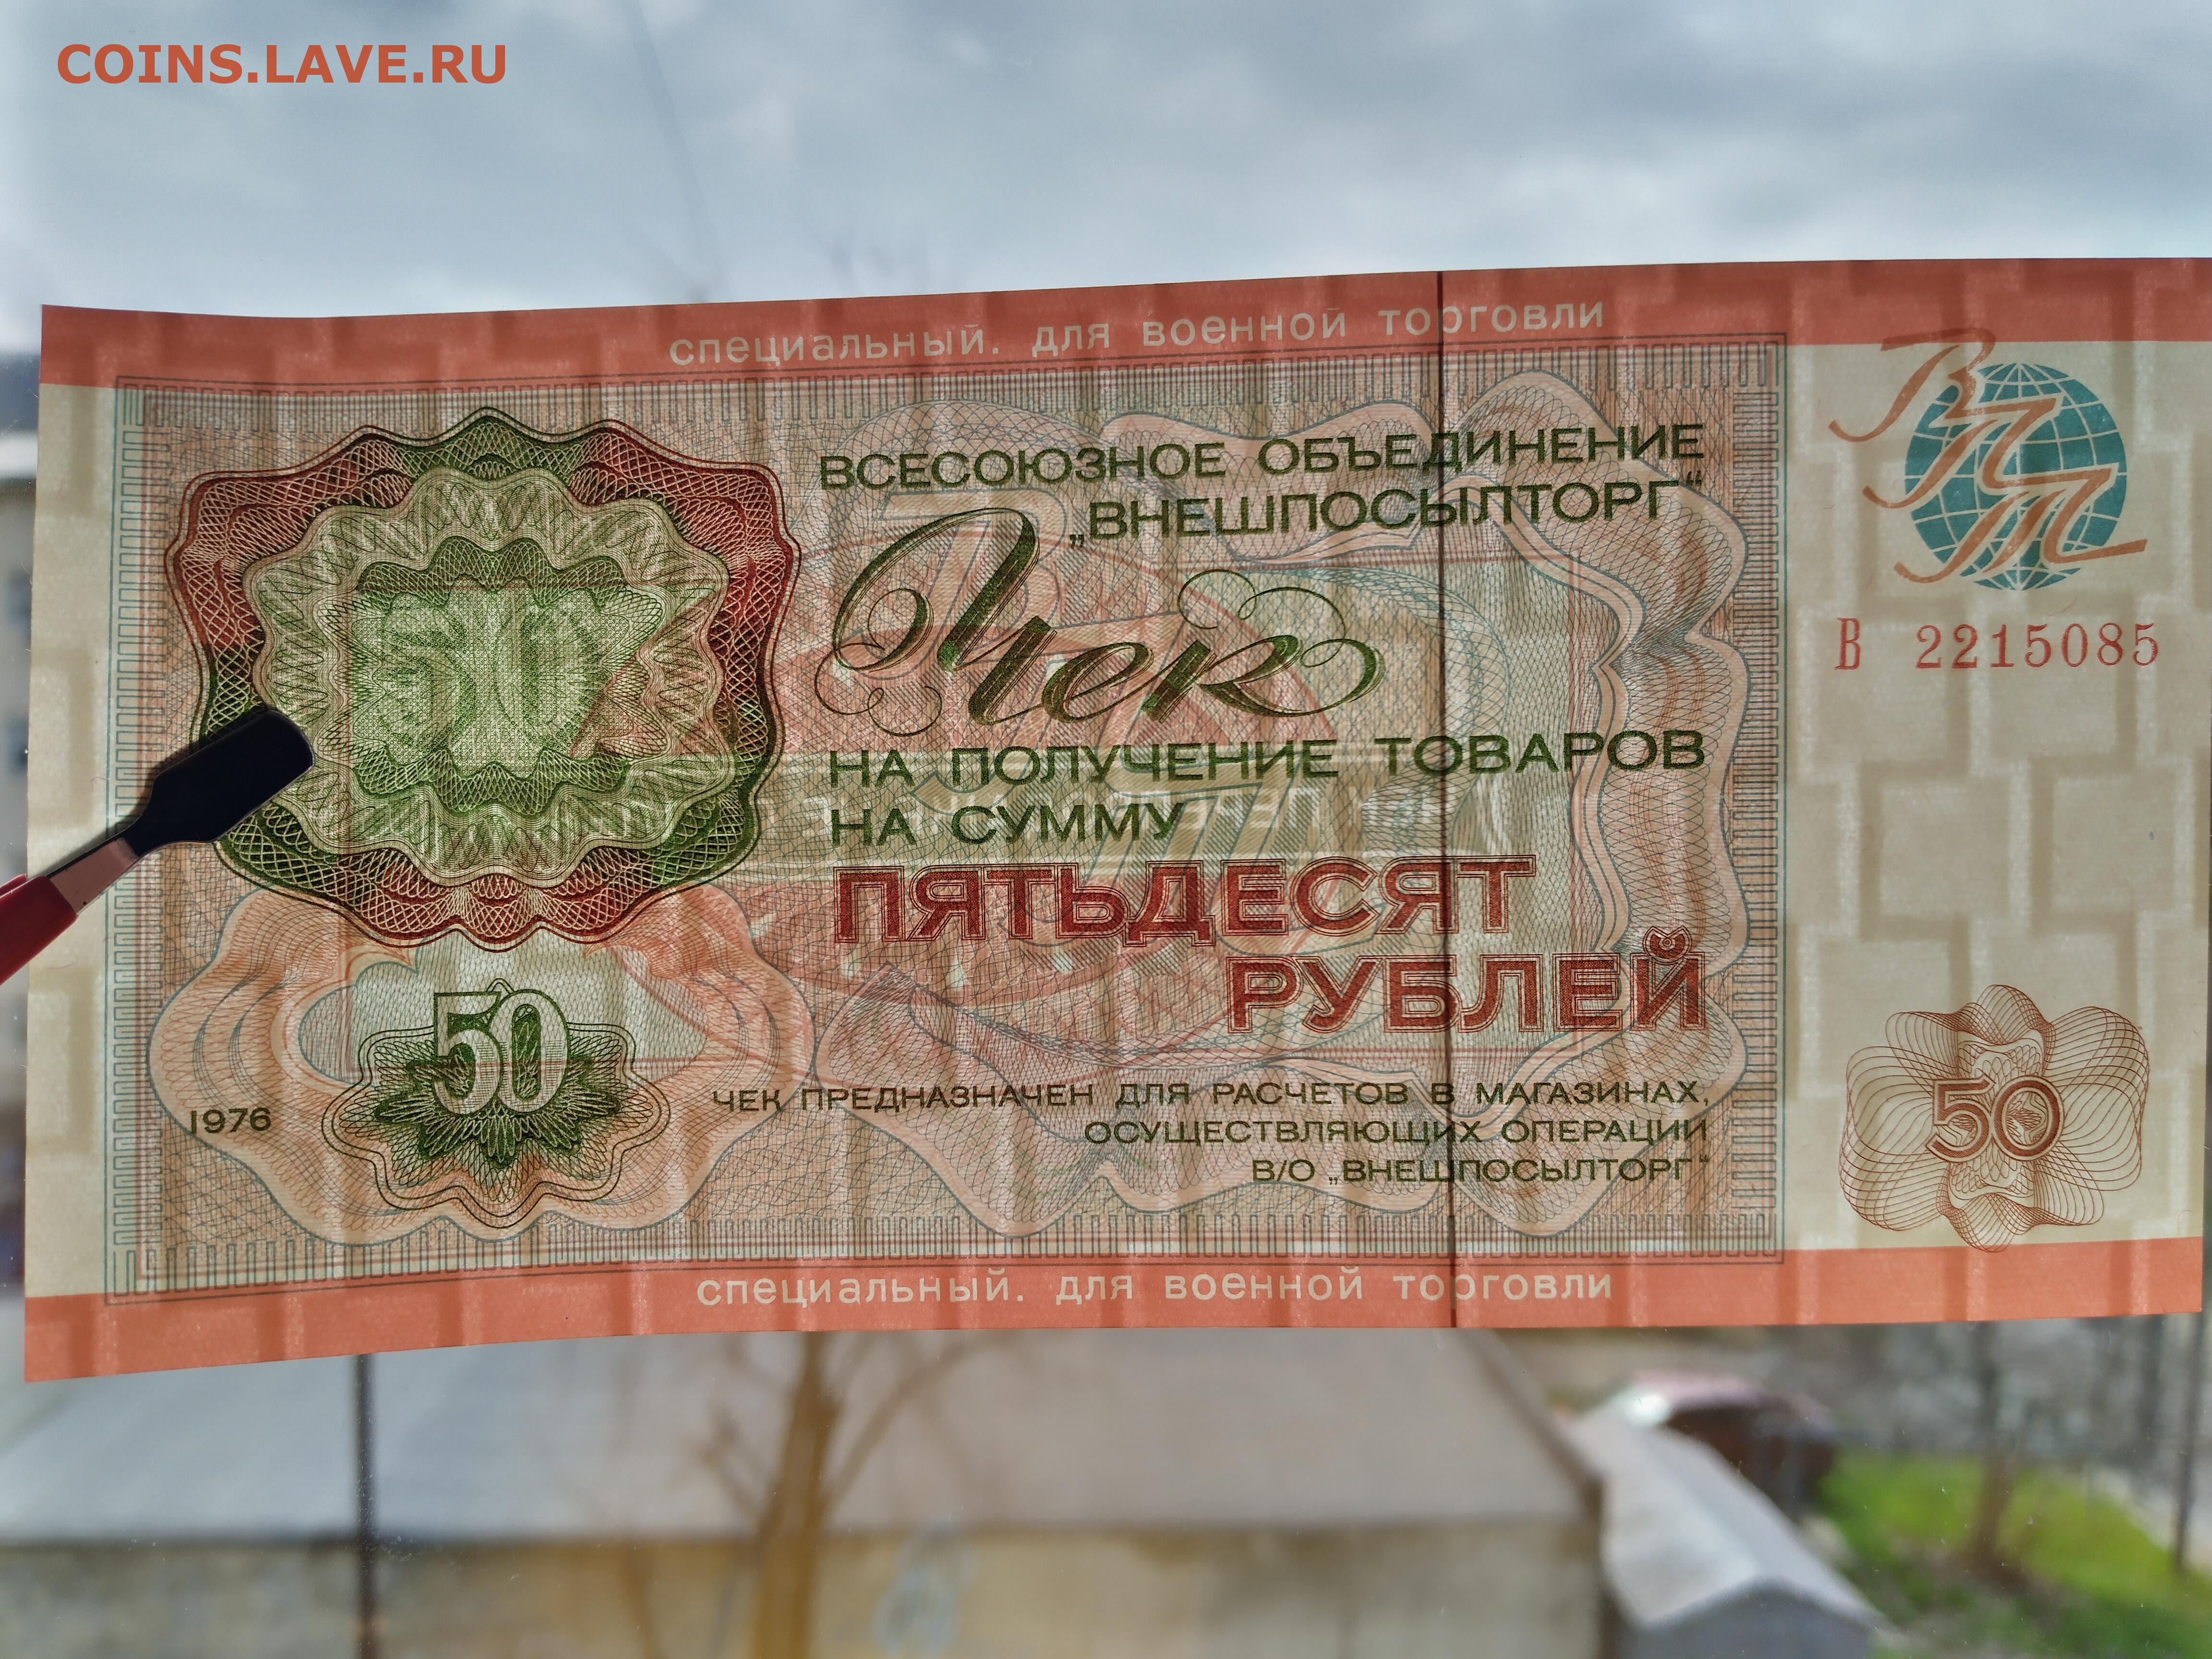 COINS.LAVE.RU
специальный. для военной торговли
ВПТ
ВСЕСОЮЗНОЕ ОБЪЕДИНЕНИЕ
„ВНЕШПОСЫЛТОРГ“
Чек
50
В 2215085
НА ПОЛУЧЕНИЕ ТОВАРОВ
НА СУММУ
ПЯТЬДЕСЯТ
РУБЛЕЙ
50
50
1976
ЧЕК ПРЕДНАЗНАЧЕН ДЛЯ РАСЧЕТОВ В МАГАЗИНАХ,
ОСУЩЕСТВЛЯЮЩИХ ОПЕРАЦИИ
В/О „ВНЕШПОСЫЛТОРГ“
специальный. для военной торговли